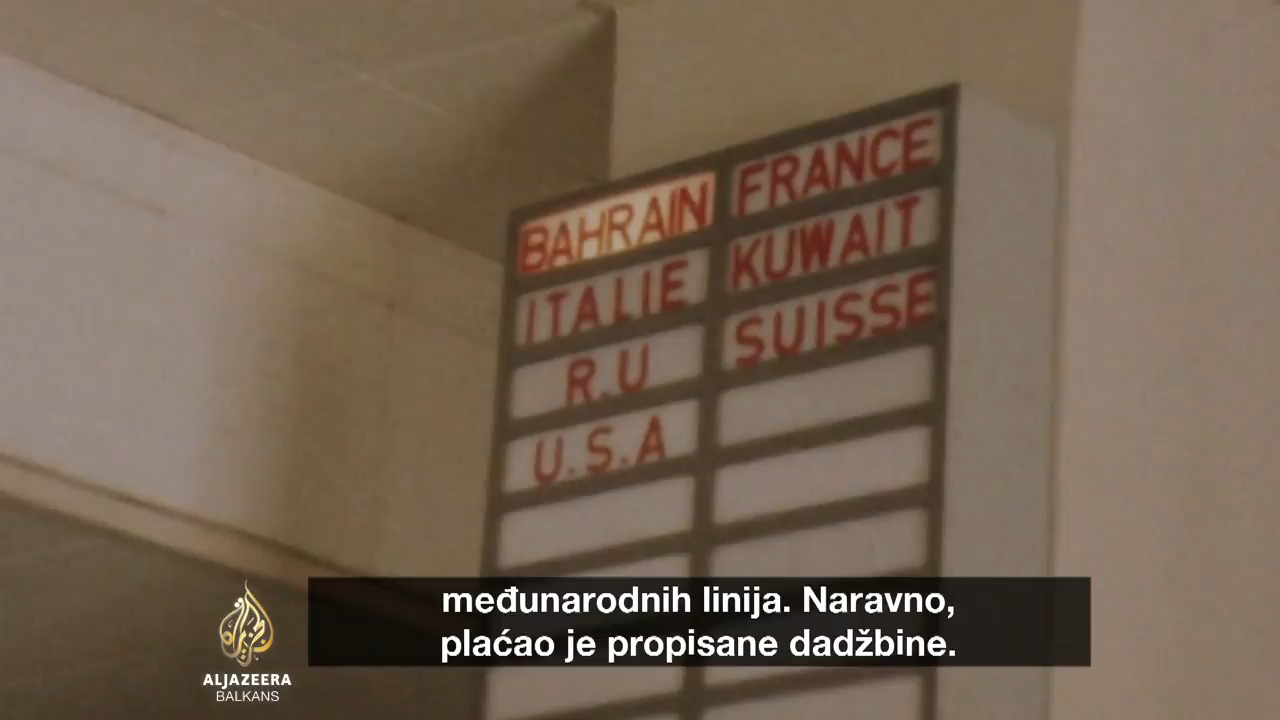 BAHRAIN
FRANCE
ITALIE
KUWAIT
R.U
SUISSE
U.S.A
međunarodnih linija. Naravno,
plaćao je propisane dadžbine.
ALJAZEERA
BALKANS